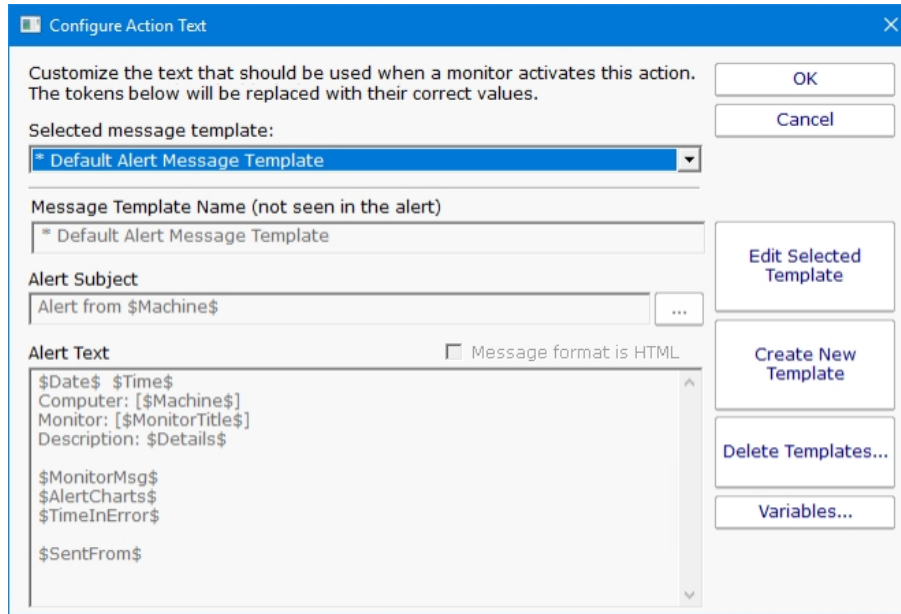 Configure Action Text
Customize the text that should be used when a monitor activates this action.
The tokens below will be replaced with their correct values.
OK
Cancel
Selected message template:
* Default Alert Message Template
Message Template Name (not seen in the alert)
* Default Alert Message Template
Edit Selected
Template
Alert Subject
Alert from $Machine$
...
Alert Text
Message format is HTML
Create New
Template
$Date$  $Time$
Computer: [$Machine$]
Monitor: [$MonitorTitle$]
Description: $Details$
Delete Templates...
$MonitorMsg$
$AlertCharts$
$TimeInError$
Variables...
$SentFrom$